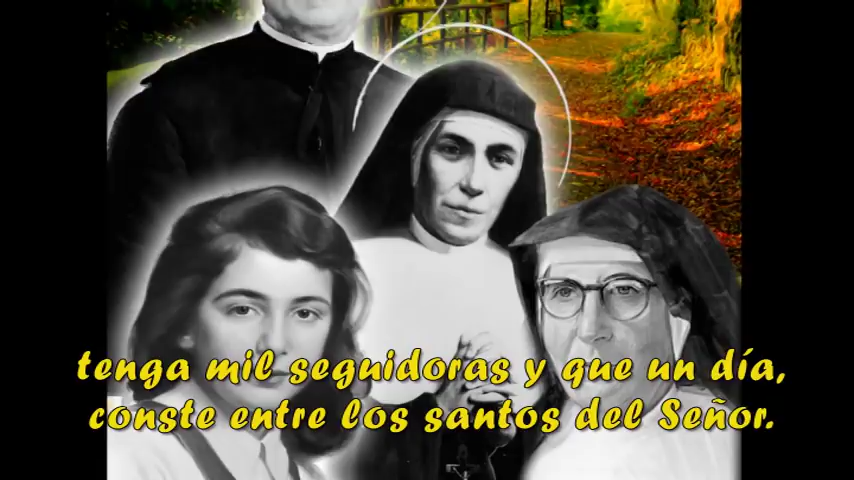 tenga mil seguidoras y que un día,
conste entre los santos del Señor.